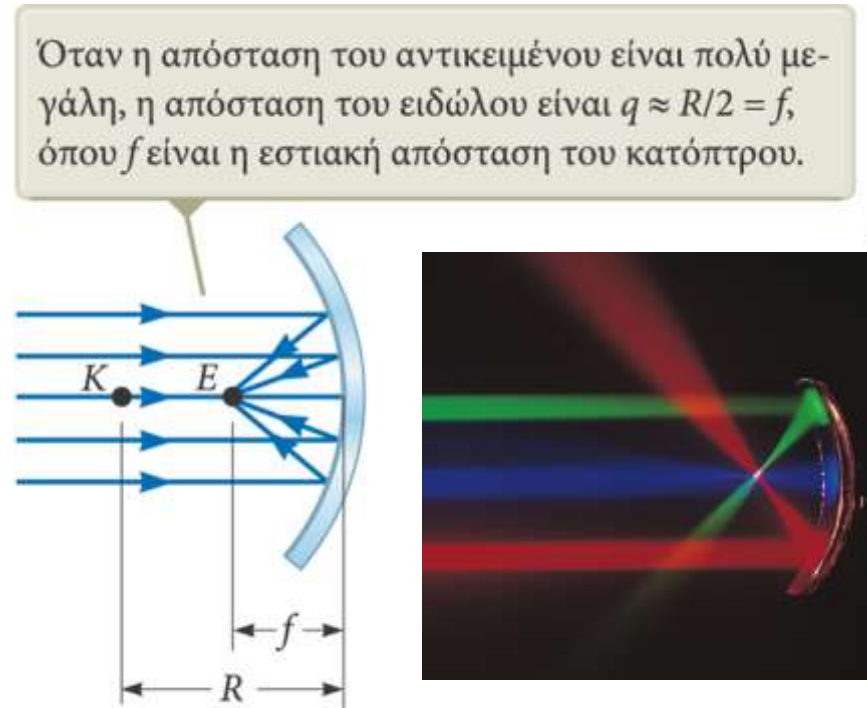 Όταν η απόσταση του αντικειμένου είναι πολύ με-
γάλη, η απόσταση του ειδώλου είναι q ≈ R/2 = f,
όπου f είναι η εστιακή απόσταση του κατόπτρου.
K E
f
R